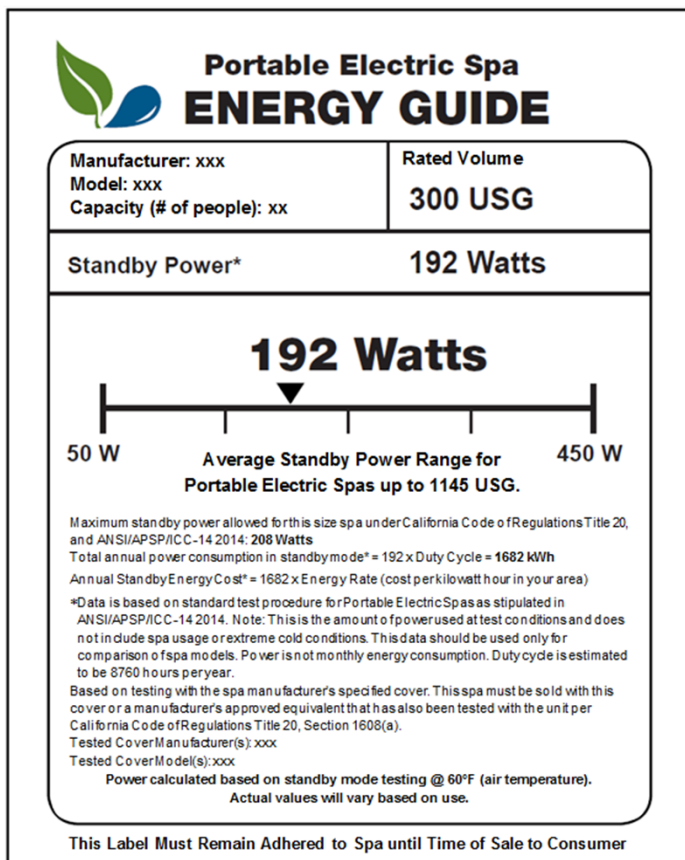 Portable Electric Spa
ENERGY GUIDE
Manufacturer: xxx
Model: xxx
Capacity (# of people): xx
Rated Volume
300 USG
Standby Power*
192 Watts
192 Watts
50 W
450 W
Average Standby Power Range for
Portable Electric Spas up to 1145 USG.
Maximum standby power allowed for this size spa under California Code of Regulations Title 20,
and ANSI/APSP/ICC-14 2014: 208 Watts
Total annual power consumption in standby mode* = 192 x Duty Cycle = 1682 kWh
Annual Standby Energy Cost* = 1682 x Energy Rate (cost per kilowatt hour in your area)
*Data is based on standard test procedure for Portable Electric Spas as stipulated in
ANSI/APSP/ICC-14 2014. Note: This is the amount of power used at test conditions and does
not include spa usage or extreme cold conditions. This data should be used only for
comparison of spa models. Power is not monthly energy consumption. Duty cycle is estimated
to be 8760 hours per year.
Based on testing with the spa manufacturer's specified cover. This spa must be sold with this
cover or a manufacturer's approved equivalent that has also been tested with the unit per
California Code of Regulations Title 20, Section 1608(a).
Tested Cover Manufacturer(s): xxx
Tested Cover Model(s): xxx
Power calculated based on standby mode testing @ 60°F (air temperature).
Actual values will vary based on use.
This Label Must Remain Adhered to Spa until Time of Sale to Consumer